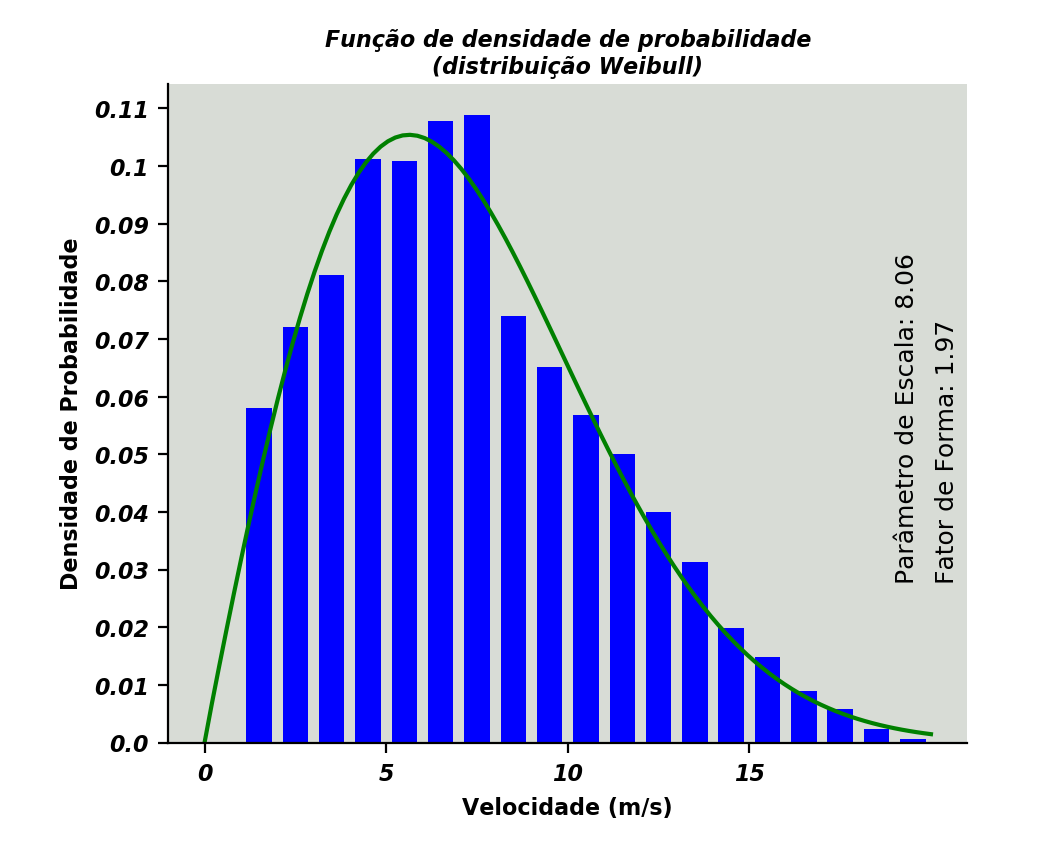 Função de densidade de probabilidade
(distribuição Weibull)
0.11
0.1
0.09
0.08
0.07
0.06
0.05
0.04
0.03
0.02
0.01
0.0
Densidade de Probabilidade
Parâmetro de Escala: 8.06
Fator de Forma: 1.97
0
5
10
15
Velocidade (m/s)